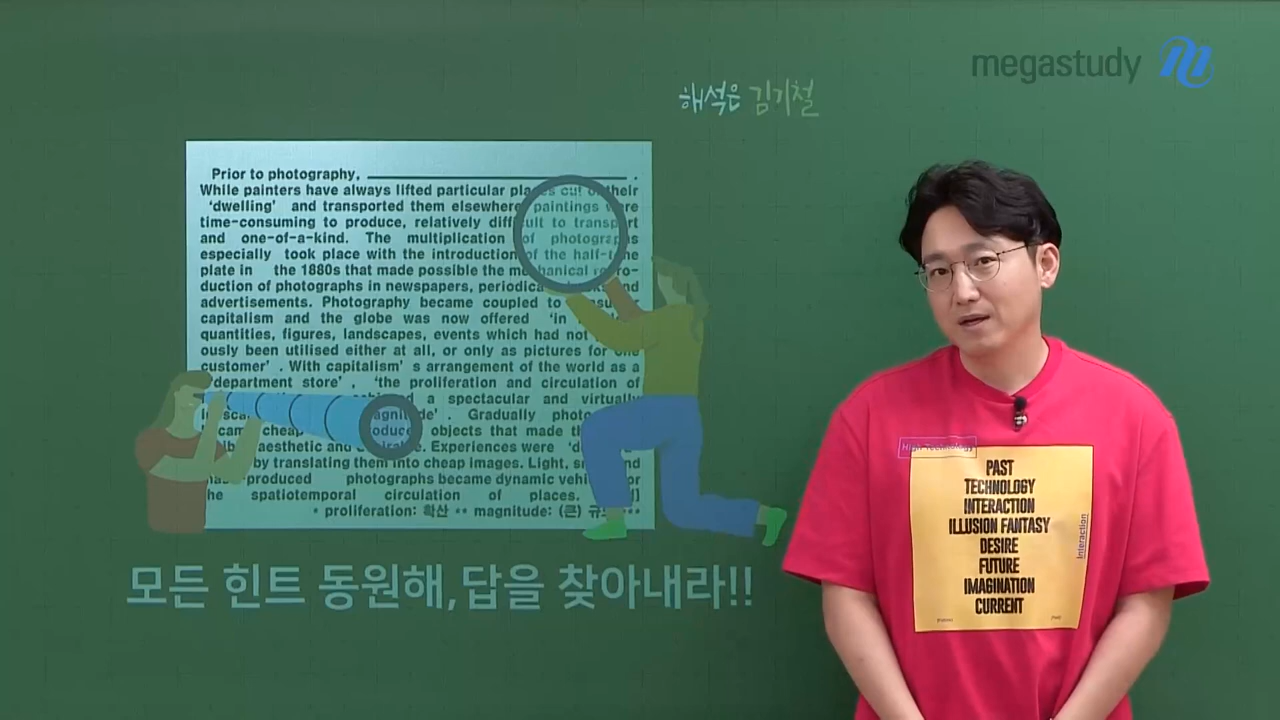 megastudy
해석은 김기철
Prior to photography, .
While painters have always lifted particular places out of their
‘dwelling’ and transported them elsewhere, paintings were
time-consuming to produce, relatively difficult to transport
and one-of-a-kind. The multiplication of photographs
especially took place with the introduction of the half-tone
plate in the 1880s that made possible the mechanical repro-
duction of photographs in newspapers, periodicals, books and
advertisements. Photography became coupled to consumer
capitalism and the globe was now offered ‘in
quantities, figures, landscapes, events which had not
ously been utilised either at all, or only as pictures for one
customer’. With capitalism’s arrangement of the world as a
‘department store’, ‘the proliferation and circulation of
a spectacular and virtually
Gradually
cheap objects that made
aesthetic and Experiences were
by translating them into cheap images. Light, and
produced photographs became dynamic
the spatiotemporal circulation of places.
* proliferation: 확산 ** magnitude: (큰) 규모
모든 힌트 동원해, 답을 찾아내라!!
High Technology
PAST
TECHNOLOGY
INTERACTION
ILLUSION FANTASY
DESIRE
FUTURE
IMAGINATION
CURRENT
Interaction